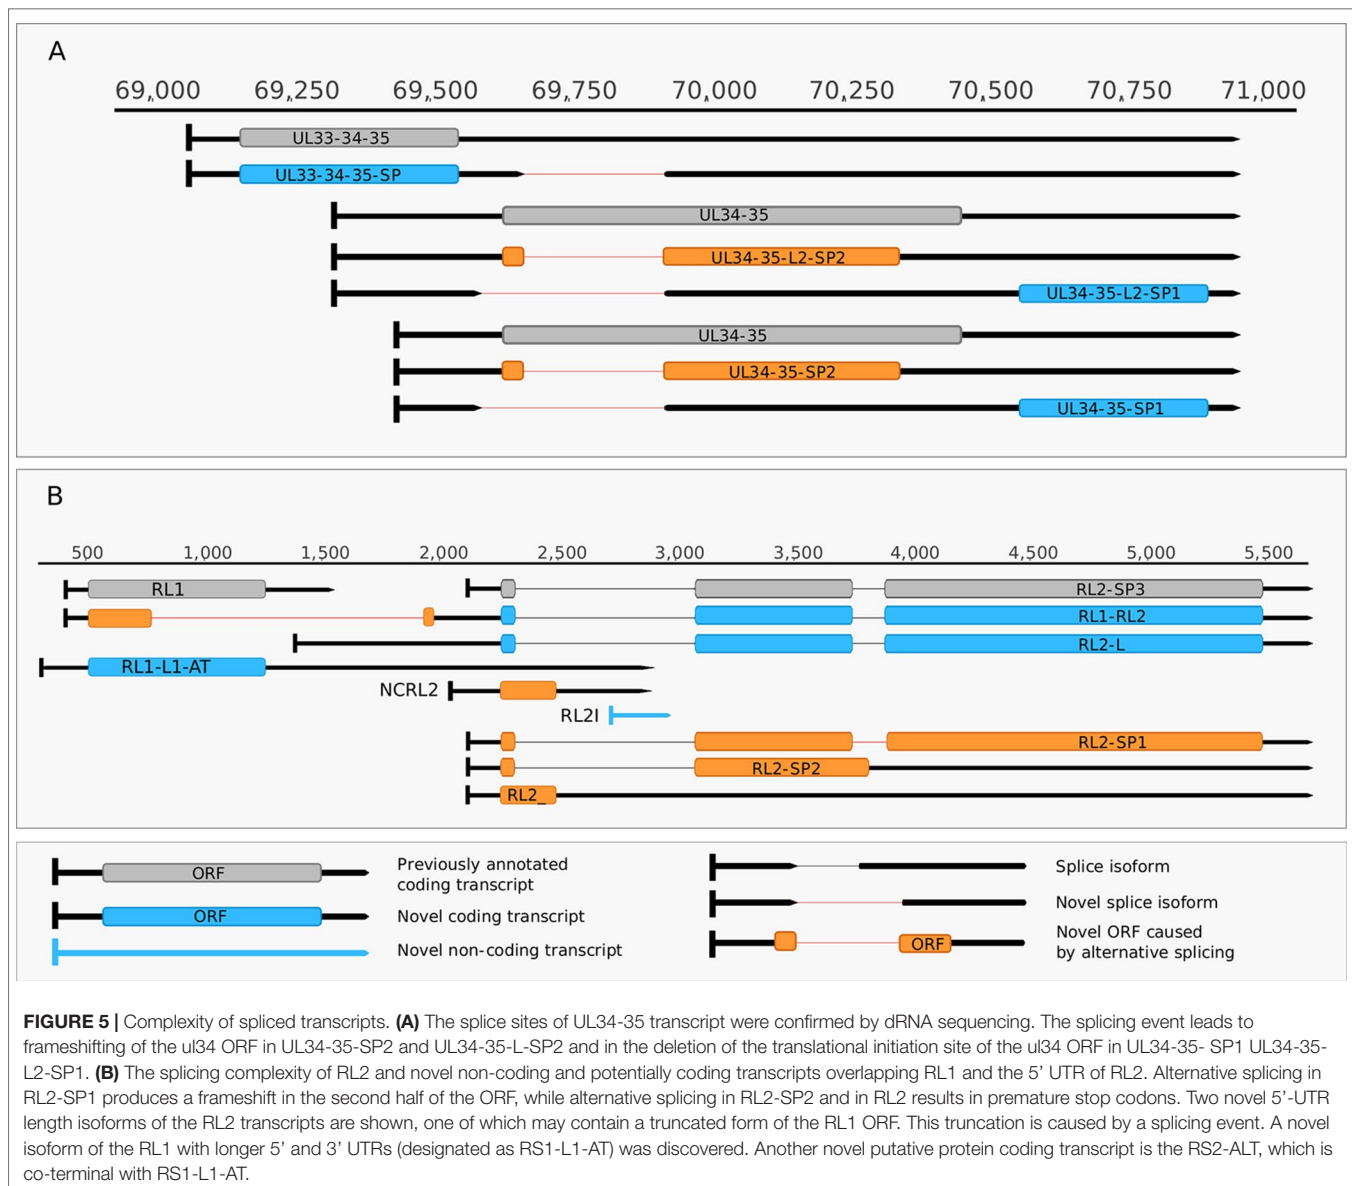 A
69,000 69,250 69,500 69,750 70,000 70,250 70,500 70,750 71,000
UL33-34-35
UL33-34-35-SP
UL34-35
UL34-35-L2-SP2
UL34-35-L2-SP1
UL34-35
UL34-35-SP2
UL34-35-SP1
B
500 1,000 1,500 2,000 2,500 3,000 3,500 4,000 4,500 5,000 5,500
RL1 RL2-SP3
RL1-RL2
RL2-L
RL1-L1-AT
NCRL2
RL2I
RL2-SP1
RL2-SP2
RL2_
ORF Previously annotated
coding transcript
ORF Novel coding transcript
Novel non-coding transcript
Splice isoform
Novel splice isoform
ORF Novel ORF caused
by alternative splicing
FIGURE 5 | Complexity of spliced transcripts. (A) The splice sites of UL34-35 transcript were confirmed by dRNA sequencing. The splicing event leads to
frameshifting of the ul34 ORF in UL34-35-SP2 and UL34-35-L-SP2 and in the deletion of the translational initiation site of the ul34 ORF in UL34-35- SP1 UL34-35-
L2-SP1. (B) The splicing complexity of RL2 and novel non-coding and potentially coding transcripts overlapping RL1 and the 5’ UTR of RL2. Alternative splicing in
RL2-SP1 produces a frameshift in the second half of the ORF, while alternative splicing in RL2-SP2 and in RL2 results in premature stop codons. Two novel 5’-UTR
length isoforms of the RL2 transcripts are shown, one of which may contain a truncated form of the RL1 ORF. This truncation is caused by a splicing event. A novel
isoform of the RL1 with longer 5’ and 3’ UTRs (designated as RS1-L1-AT) was discovered. Another novel putative protein coding transcript is the RS2-ALT, which is
co-terminal with RS1-L1-AT.